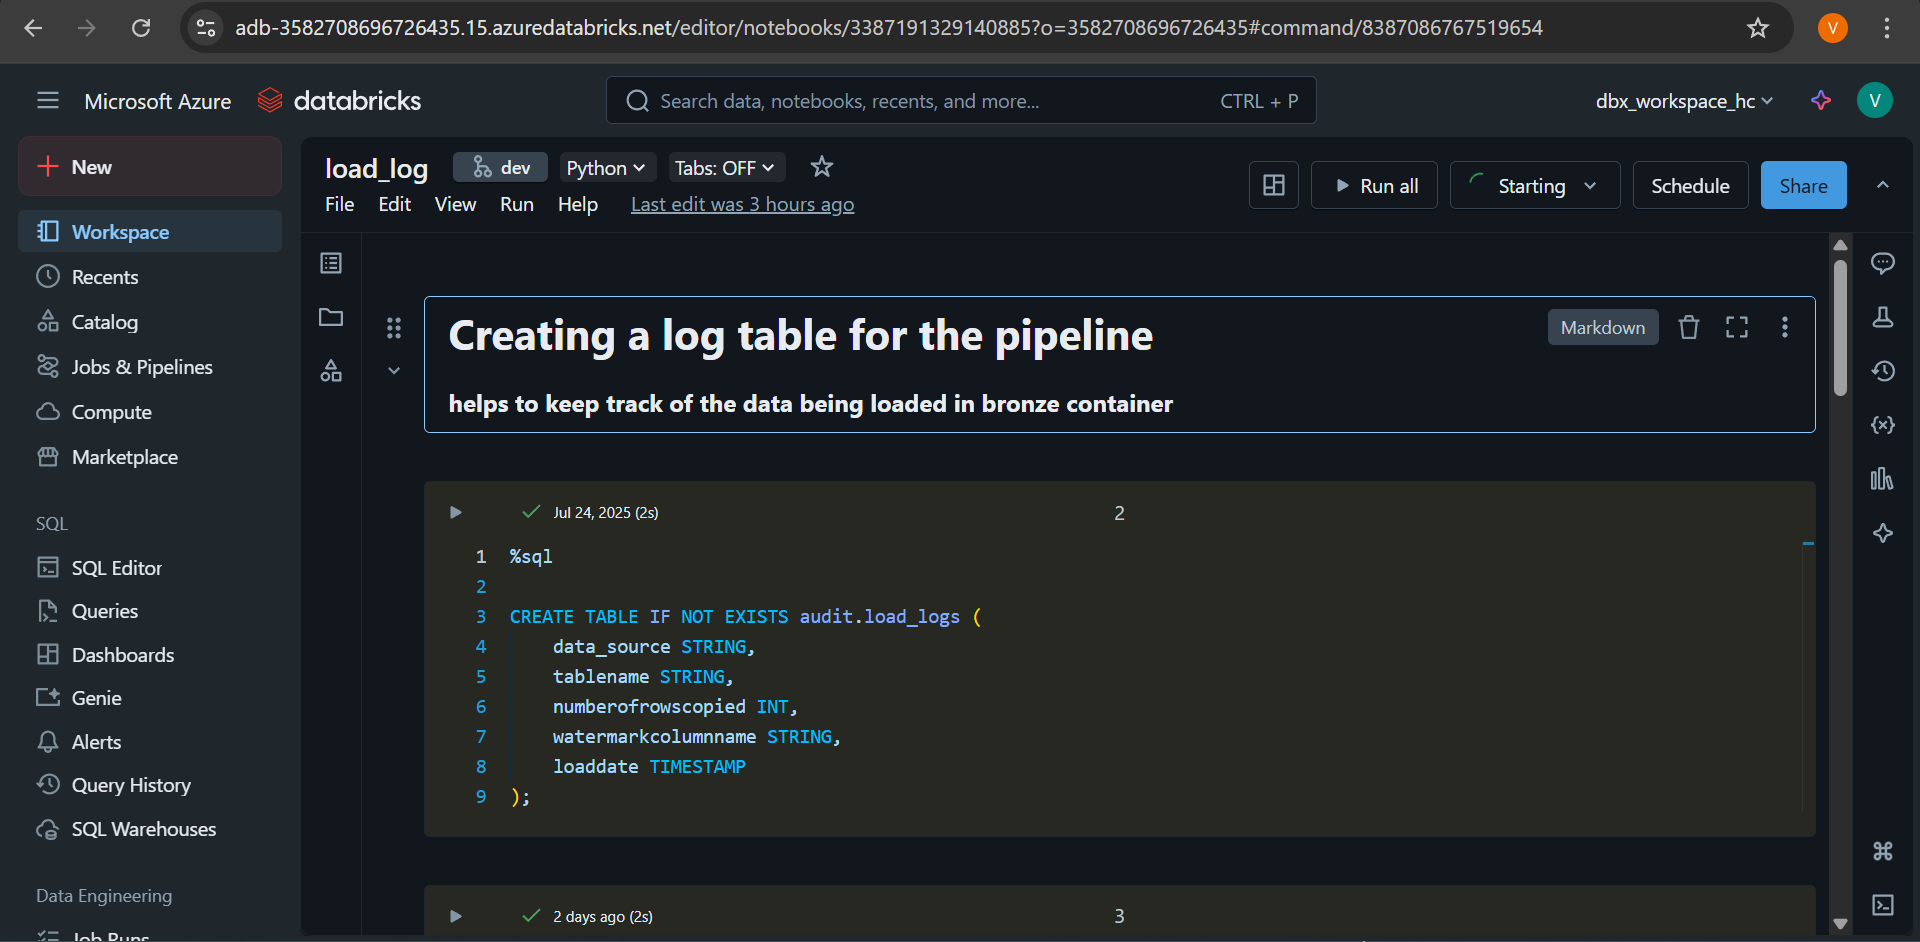 adb-3582708696726435.15.azuredatabricks.net/editor/notebooks/3387191329140885?o=3582708696726435#command/8387086767519654
V
Microsoft Azure databricks
Search data, notebooks, recents, and more... CTRL + P
dbx_workspace_hc
V
New
Workspace
Recents
Catalog
Jobs & Pipelines
Compute
Marketplace
SQL
SQL Editor
Queries
Dashboards
Genie
Alerts
Query History
SQL Warehouses
Data Engineering
Job Runs
load_log dev Python Tabs: OFF
File Edit View Run Help Last edit was 3 hours ago
Run all Starting Schedule Share
Creating a log table for the pipeline
Markdown
helps to keep track of the data being loaded in bronze container
Jul 24, 2025 (2s) 2
1 %sql
2
3 CREATE TABLE IF NOT EXISTS audit.load_logs (
4 data_source STRING,
5 tablename STRING,
6 numberofrowscopied INT,
7 watermarkcolumnname STRING,
8 loaddate TIMESTAMP
9 );
2 days ago (2s) 3